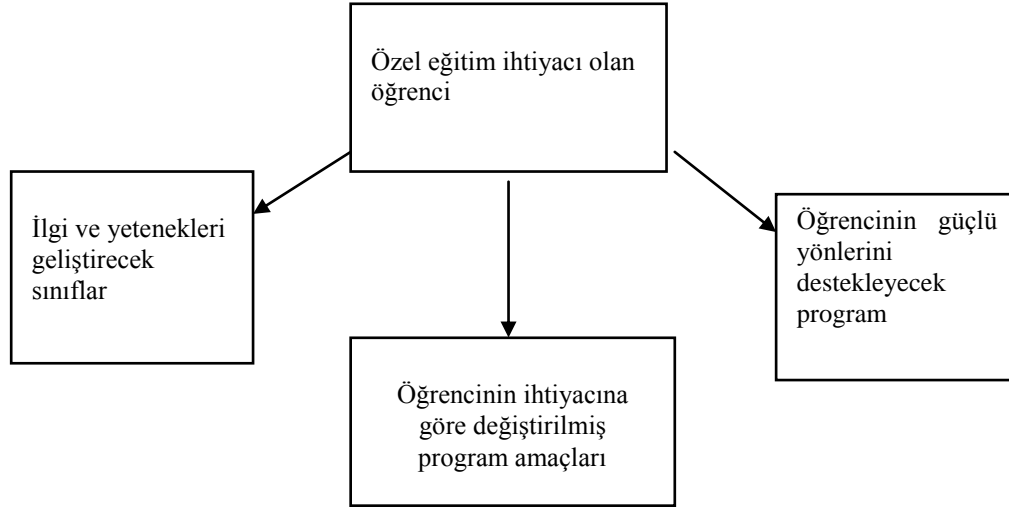 Özel eğitim ihtiyacı olan
öğrenci
İlgi ve yetenekleri
geliştirecek
sınıflar
Öğrencinin güçlü
yönlerini
destekleyecek
program
Öğrencinin ihtiyacına
göre değiştirilmiş
program amaçları